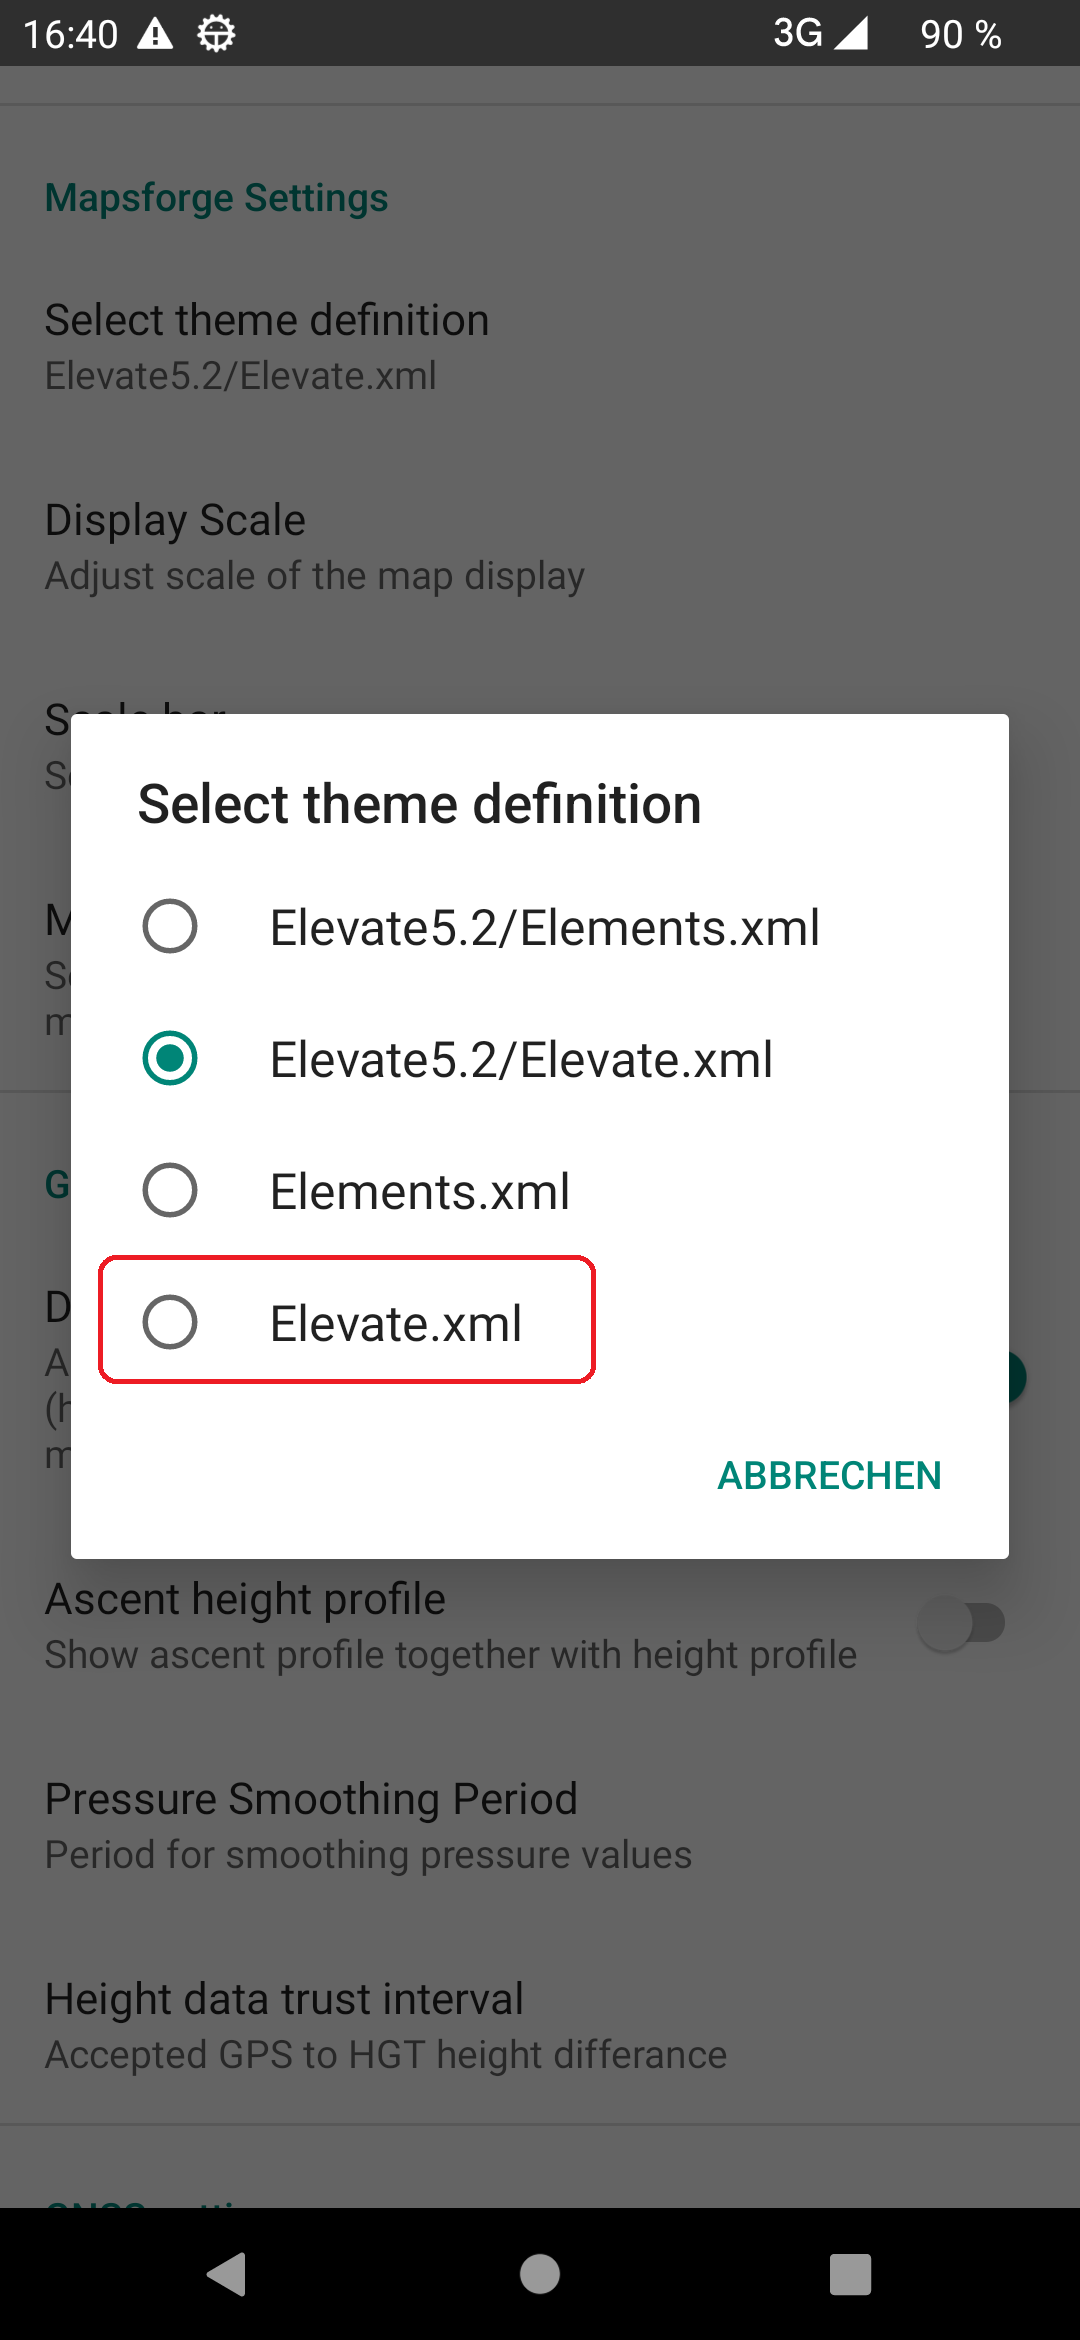 16:40 3G 90 %
Mapsforge Settings
Select theme definition
Elevate5.2/Elevate.xml
Display Scale
Adjust scale of the map display
Select theme definition
Elevate5.2/Elements.xml
Elevate5.2/Elevate.xml
Elements.xml
Elevate.xml
ABBRECHEN
Ascent height profile
Show ascent profile together with height profile
Pressure Smoothing Period
Period for smoothing pressure values
Height data trust interval
Accepted GPS to HGT height differance